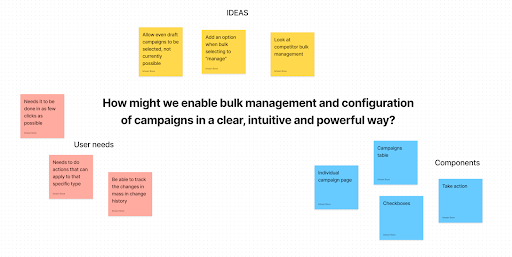 IDEAS
Allow even draft
campaigns to be
selected, not
currently
possible
Add an option
when bulk
selecting to
"manage"
Look at
competitor bulk
management
How might we enable bulk management and configuration
of campaigns in a clear, intuitive and powerful way?
Needs it to be
done in as few
clicks as
possible
User needs
Needs to do
actions that can
apply to that
specific type
Be able to track
the changes in
mass in change
history
Individual
campaign page
Campaigns
table
Components
Checkboxes
Take action